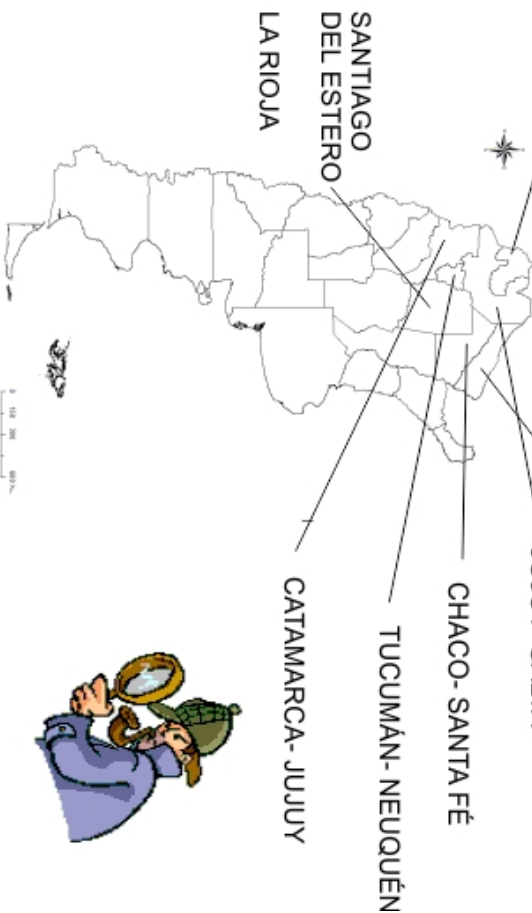 CHACO- SANTA FÉ
TUCUMÁN- NEUQUÉN
CATAMARCA- JUJUY
SANTIAGO
DEL ESTERO
LA RIOJA